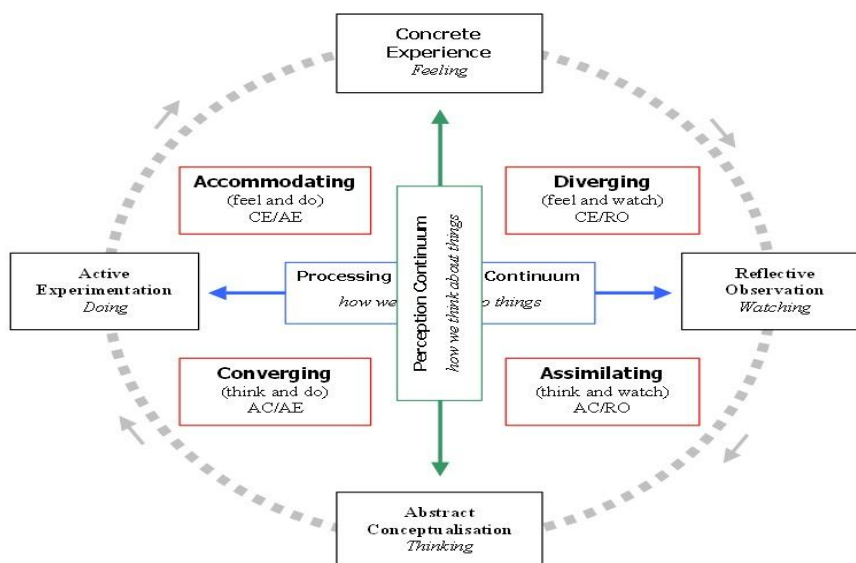 Concrete
Experience
Feeling
Accommodating
(feel and do)
CE/AE
Diverging
(feel and watch)
CE/RO
Perception Continuum
how we think about things
Active
Experimentation
Doing
Processing Continuum
how we o things
Reflective
Observation
Watching
Converging
(think and do)
AC/AE
Assimilating
(think and watch)
AC/RO
Abstract
Conceptualisation
Thinking